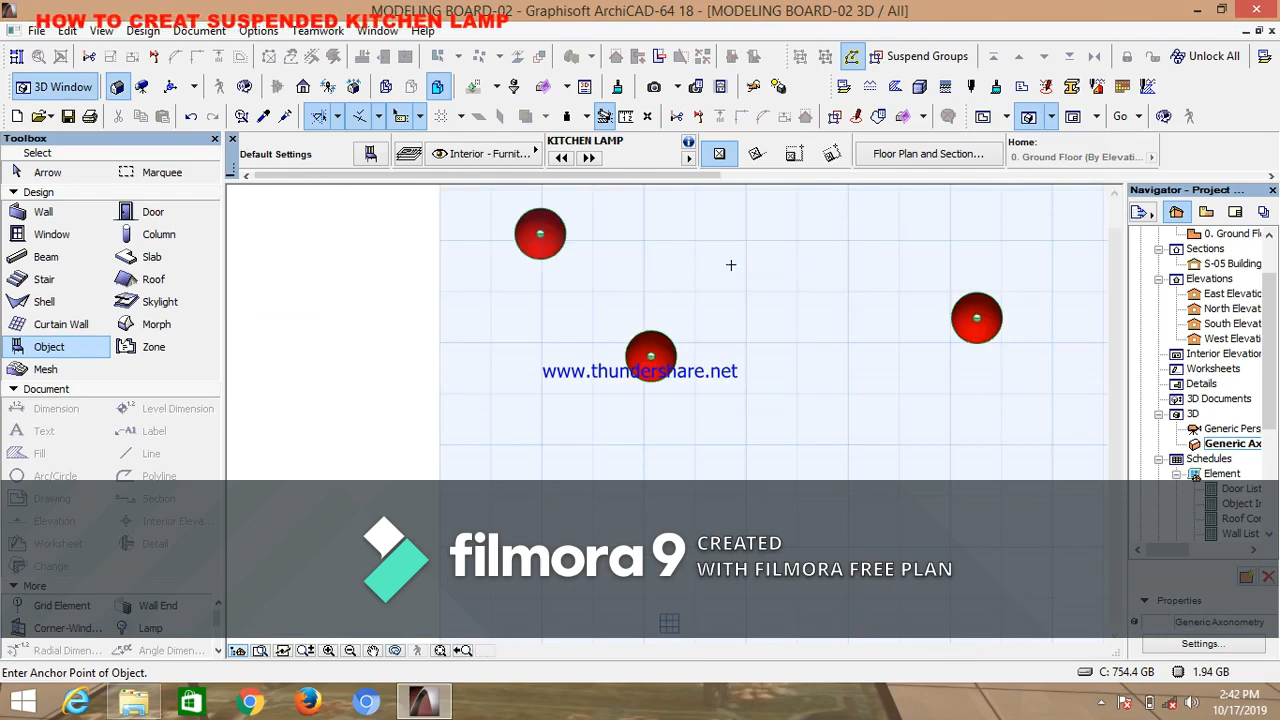 MODELING BOARD-02 - Graphisoft ArchiCAD-64 18 - [MODELING BOARD-02 3D / All]
HOW TO CREAT SUSPENDED KITCHEN LAMP
File Edit View Design Document Options Teamwork Window Help
Suspend Groups
Unlock All
3D Window
Go
Toolbox
Select
Arrow
Marquee
Design
Wall
Door
Window
Column
Beam
Slab
Stair
Roof
Shell
Skylight
Curtain Wall
Morph
Object
Zone
Mesh
Document
Dimension
Level Dimension
Text
Label
Fill
Line
Arc/Circle
Polyline
Drawing
Section
Elevation
Interior Eleva...
Worksheet
Detail
Change
More
Grid Element
Wall End
Corner-Wind...
Lamp
Radial Dimen...
Angle Dimen...
Default Settings
Interior - Furnit...
KITCHEN LAMP
Floor Plan and Section...
Home:
0. Ground Floor (By Elevati...
www.thundershare.net
filmora 9
CREATED
WITH FILMORA FREE PLAN
Navigator - Project ...
0. Ground Flo
Sections
S-05 Building
Elevations
East Elevatio
North Elevati
South Elevati
West Elevati
Interior Elevation
Worksheets
Details
3D Documents
3D
Generic Pers
Generic Ax
Schedules
Element
Door List
Object In
Roof Cor
Wall List
Properties
Generic Axonometry
Settings...
Enter Anchor Point of Object.
C: 754.4 GB
1.94 GB
2:42 PM
10/17/2019